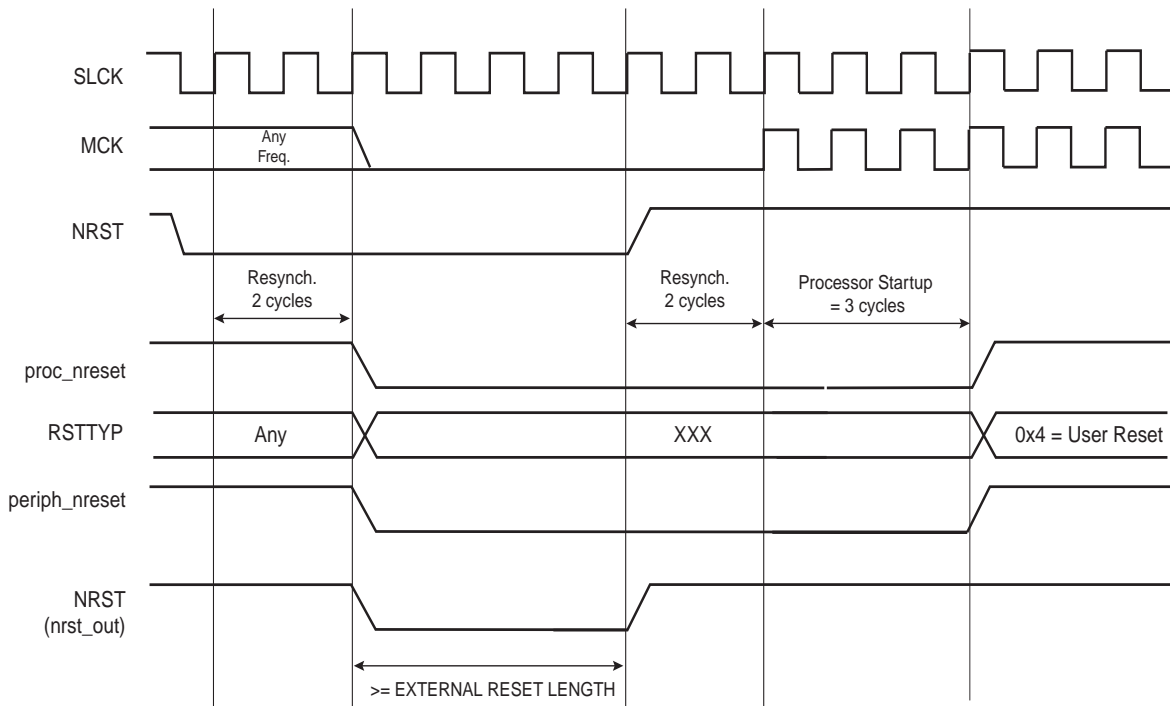 SLCK
MCK
Any
Freq.
NRST
Resynch.
2 cycles
Resynch.
2 cycles
Processor Startup
= 3 cycles
proc_nreset
RSTTYP
Any
XXX
0x4 = User Reset
periph_nreset
NRST
(nrst_out)
>= EXTERNAL RESET LENGTH